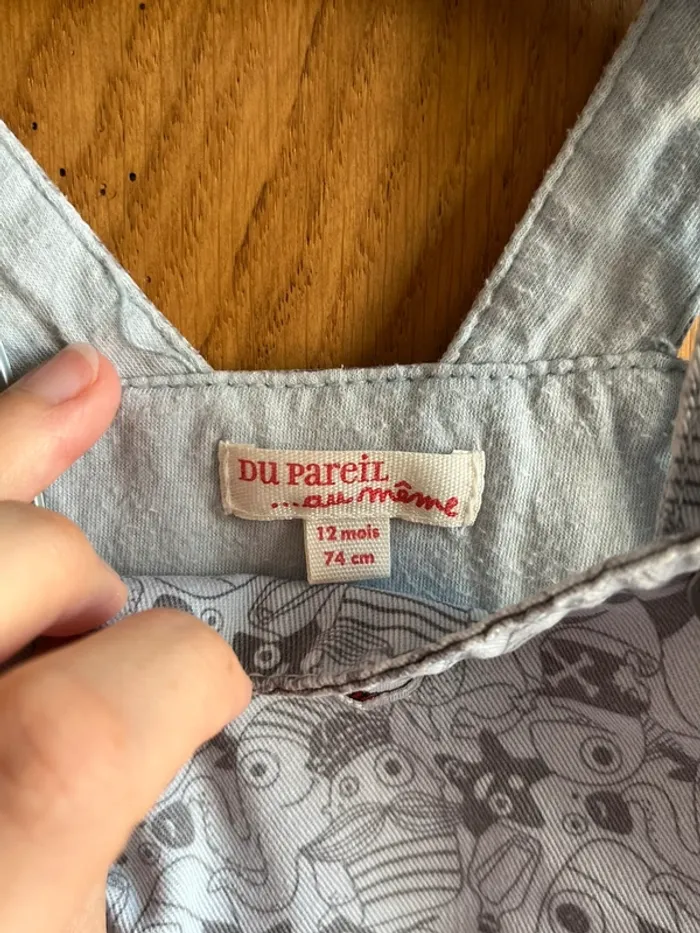 DU PAREIL
...au même
12 mois
74 cm